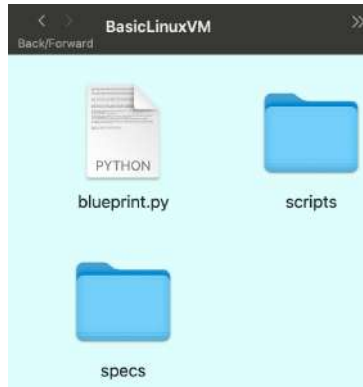 BasicLinuxVM
Back/Forward
PYTHON
blueprint.py
scripts
specs